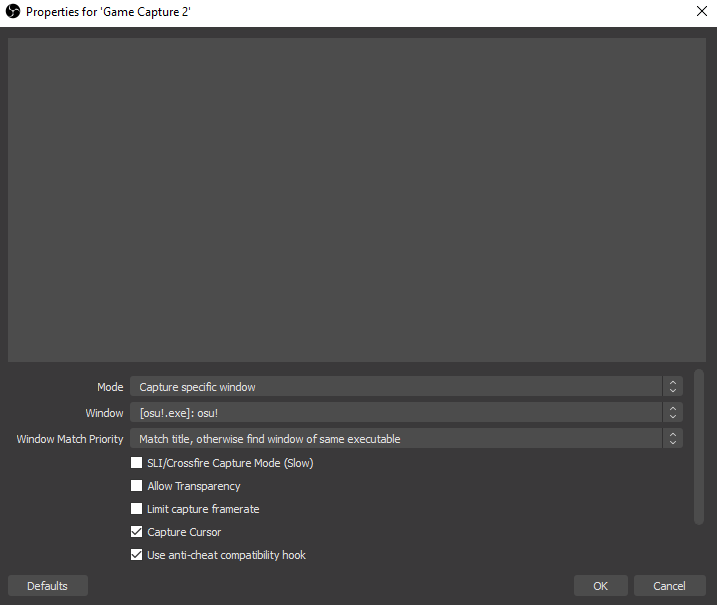 Properties for 'Game Capture 2'
Mode Capture specific window
Window [osu!.exe]: osu!
Window Match Priority Match title, otherwise find window of same executable
SLI/Crossfire Capture Mode (Slow)
Allow Transparency
Limit capture framerate
Capture Cursor
Use anti-cheat compatibility hook
Defaults OK Cancel